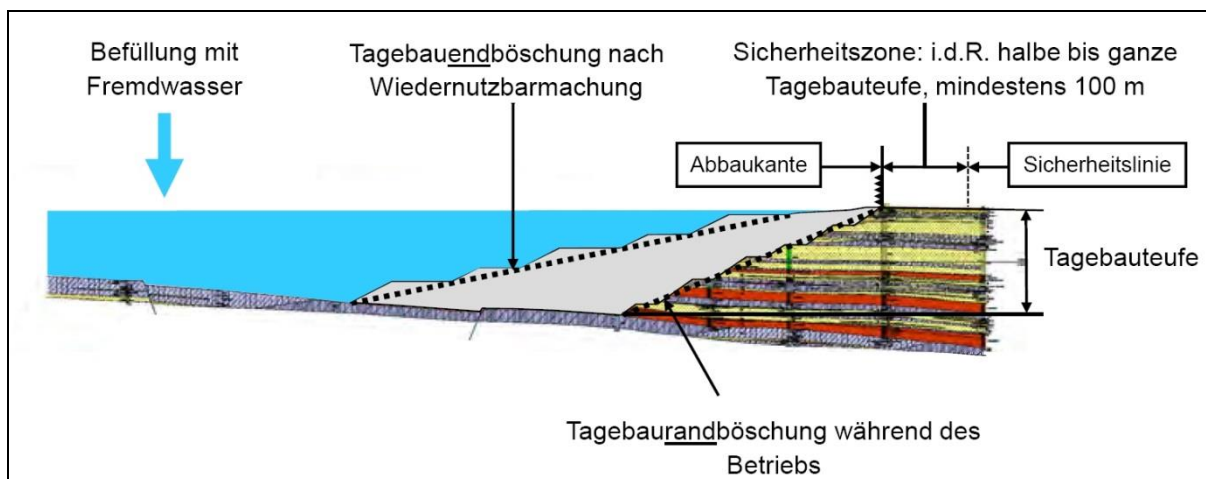 Befüllung mit
Fremdwasser
Tagebauendböschung nach
Wiedernutzbarmachung
Sicherheitszone: i.d.R. halbe bis ganze
Tagebauteufe, mindestens 100 m
Abbaukante
Sicherheitslinie
Tagebauteufe
Tagebaurandböschung während des
Betriebs